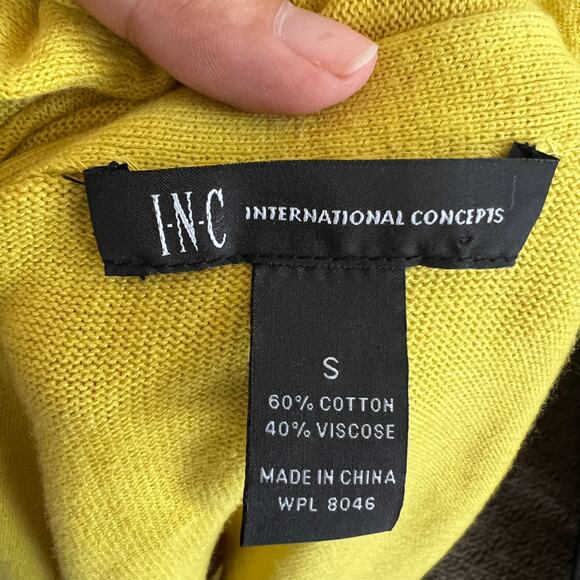 I·N·C INTERNATIONAL CONCEPTS
S
60% COTTON
40% VISCOSE
MADE IN CHINA
WPL 8046